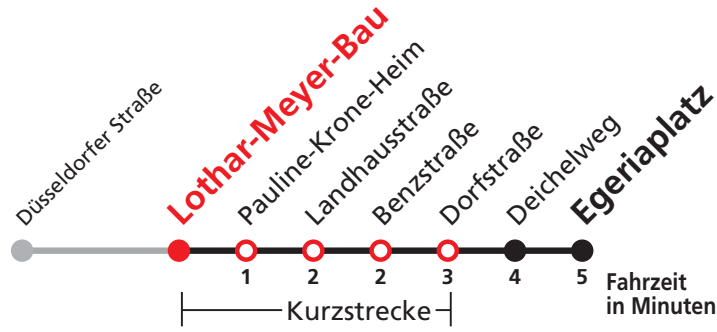 Düsseldorfer Straße
Lothar-Meyer-Bau
Pauline-Krone-Heim
Landhausstraße
Benzstraße
Dorfstraße
Deichelweg
Egeriaplatz
1 2 2 3 4 5 Fahrzeit
in Minuten
Kurzstrecke